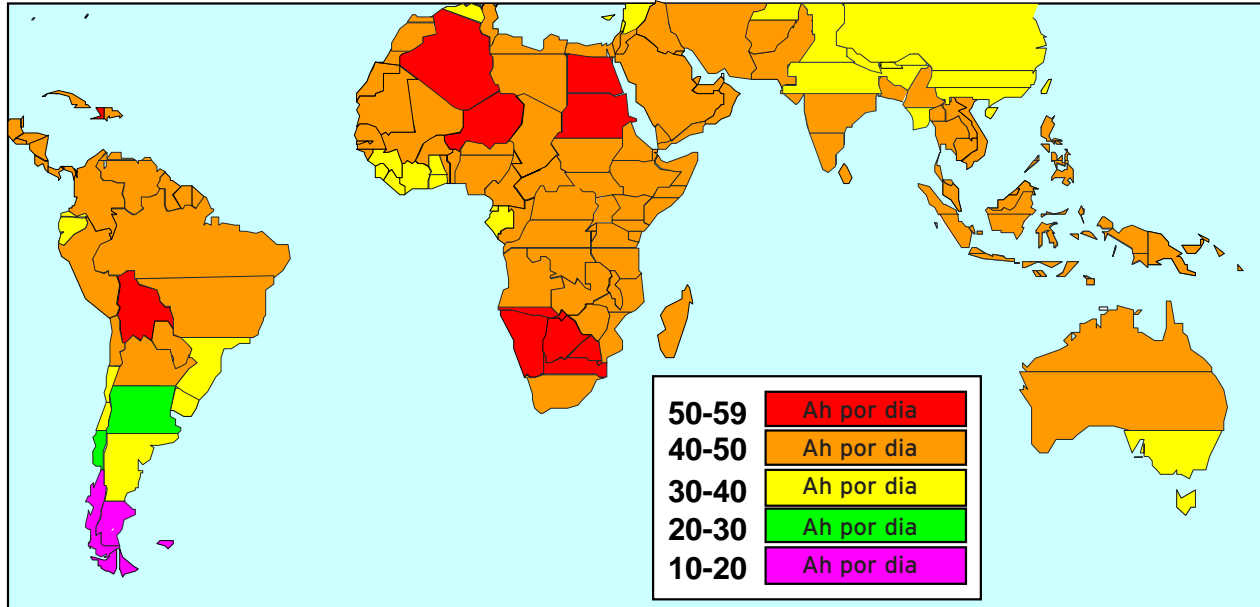 50-59 Ah por dia
40-50 Ah por dia
30-40 Ah por dia
20-30 Ah por dia
10-20 Ah por dia